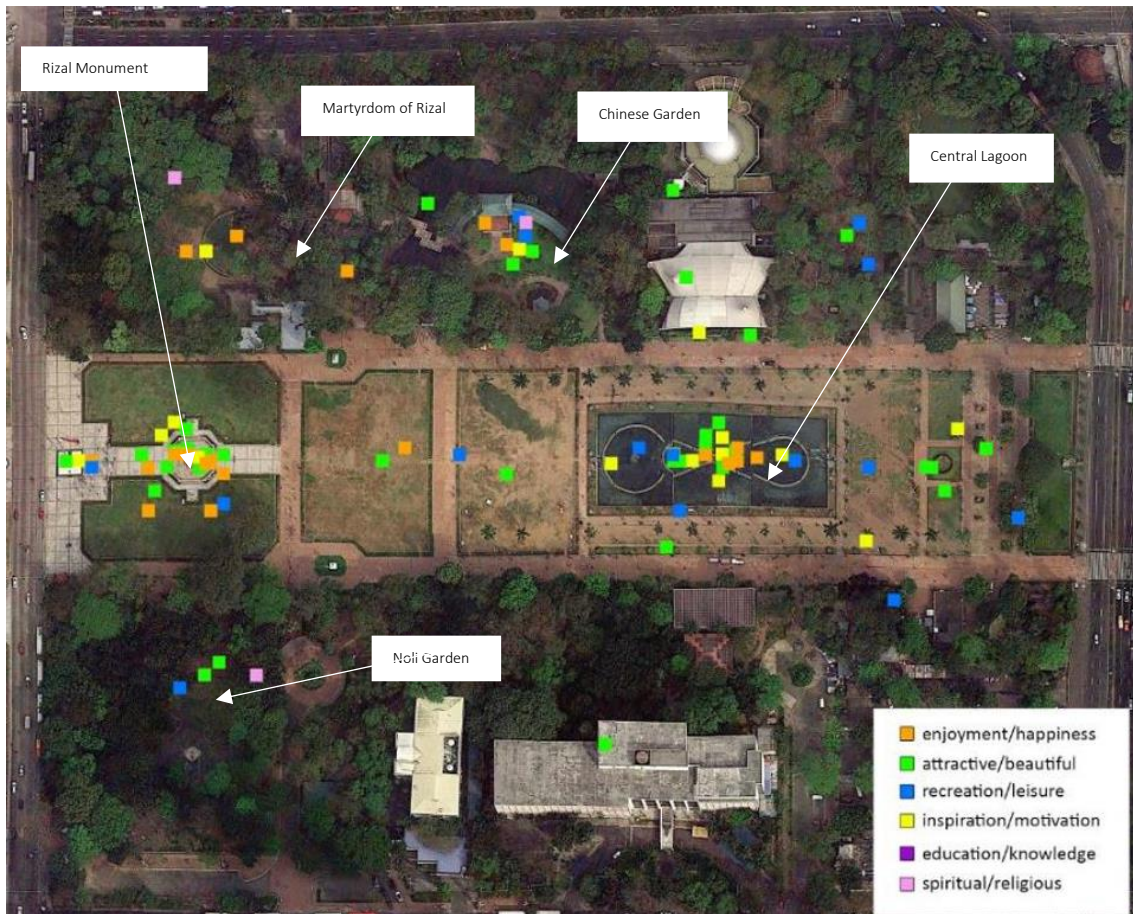 Rizal Monument
Martyrdom of Rizal
Chinese Garden
Central Lagoon
Noli Garden
enjoyment/happiness
attractive/beautiful
recreation/leisure
inspiration/motivation
education/knowledge
spiritual/religious